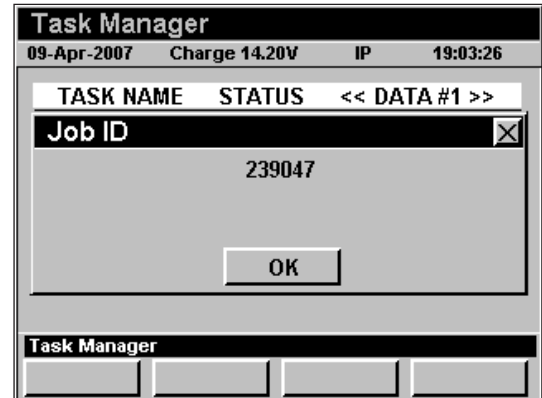 Task Manager
09-Apr-2007 Charge 14.20V IP 19:03:26
TASK NAME STATUS << DATA #1 >>
Job ID
239047
OK
Task Manager